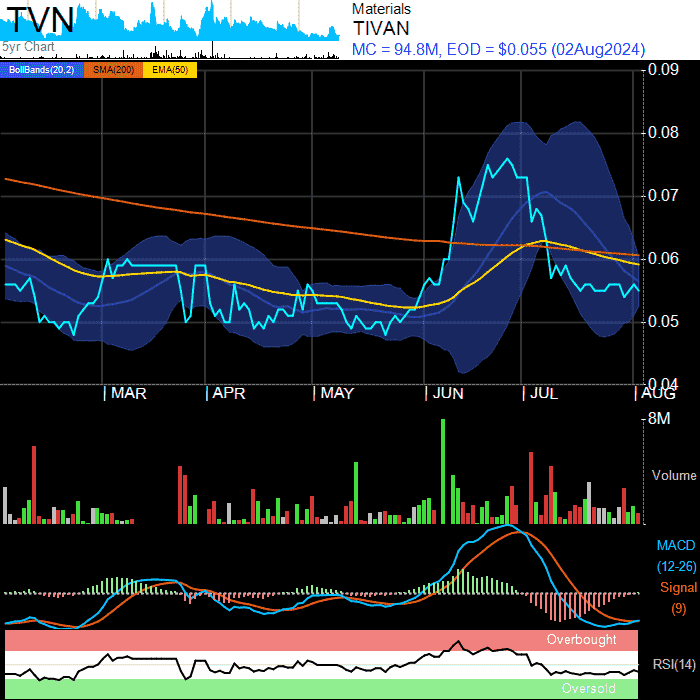 TVN
5yr Chart
Materials
TIVAN
MC = 94.8M, EOD = $0.055 (02Aug2024)
BollBands(20,2) SMA(200) EMA(50)
0.09
0.08
0.07
0.06
0.05
0.04
MAR APR MAY JUN JUL AUG
8M
Volume
MACD
(12-26)
Signal
(9)
Overbought
RSI(14)
Oversold